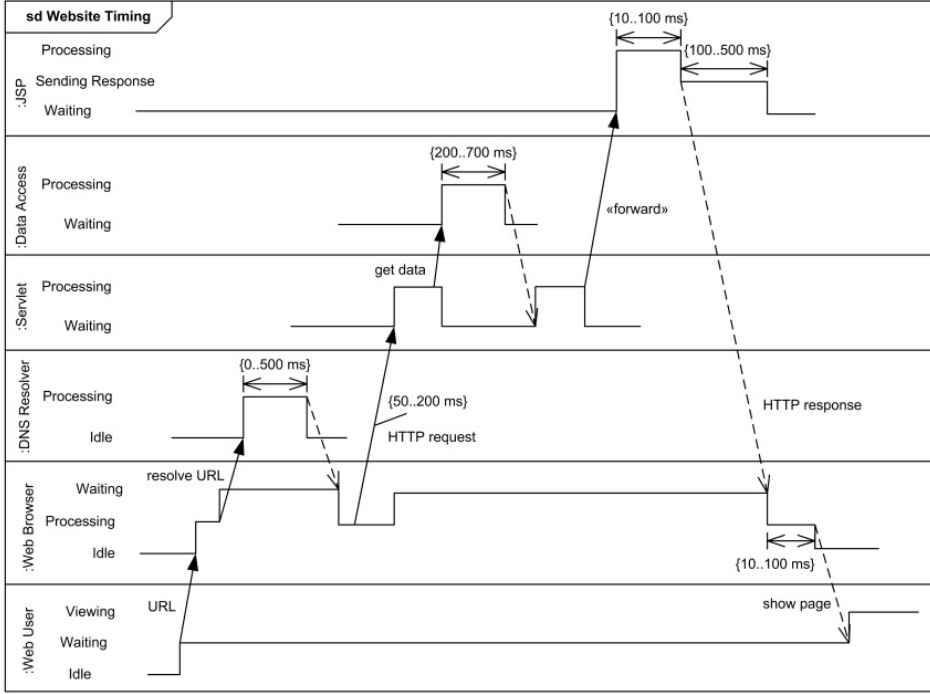 sd Website Timing
{10..100 ms}
Processing
{100..500 ms}
Sending Response
:JSP
Waiting
{200..700 ms}
Processing
:Data Access
«forward»
Waiting
get data
Processing
:Servlet
Waiting
{0..500 ms}
Processing
:DNS Resolver
{50..200 ms}
HTTP response
Idle
HTTP request
resolve URL
Waiting
:Web Browser
Processing
Idle
{10..100 ms}
URL
show page
Viewing
:Web User
Waiting
Idle